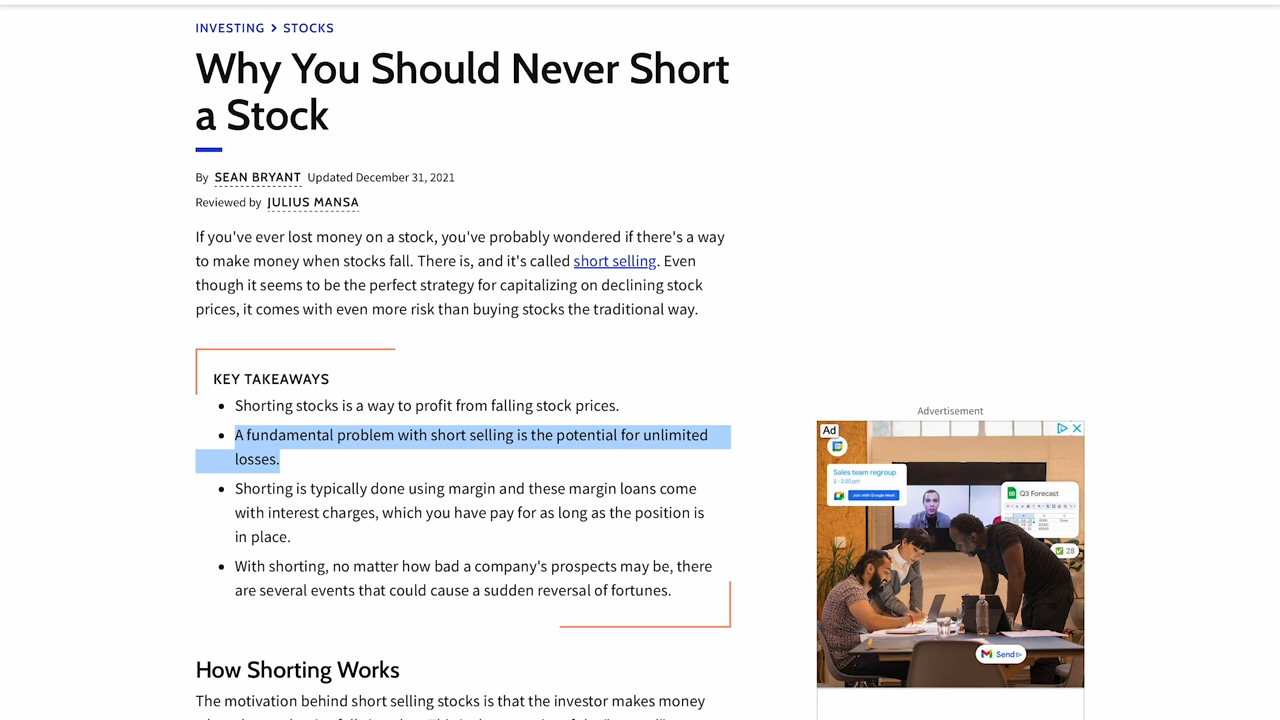 INVESTING > STOCKS
Why You Should Never Short
a Stock
By SEAN BRYANT Updated December 31, 2021
Reviewed by JULIUS MANSA
If you've ever lost money on a stock, you've probably wondered if there's a way
to make money when stocks fall. There is, and it's called short selling. Even
though it seems to be the perfect strategy for capitalizing on declining stock
prices, it comes with even more risk than buying stocks the traditional way.
KEY TAKEAWAYS
• Shorting stocks is a way to profit from falling stock prices.
• A fundamental problem with short selling is the potential for unlimited
losses.
• Shorting is typically done using margin and these margin loans come
with interest charges, which you have pay for as long as the position is
in place.
• With shorting, no matter how bad a company's prospects may be, there
are several events that could cause a sudden reversal of fortunes.
How Shorting Works
The motivation behind short selling stocks is that the investor makes money
Advertisement
Ad
Sales team regroup
Join with Google Meet
Q3 Forecast
28
Send